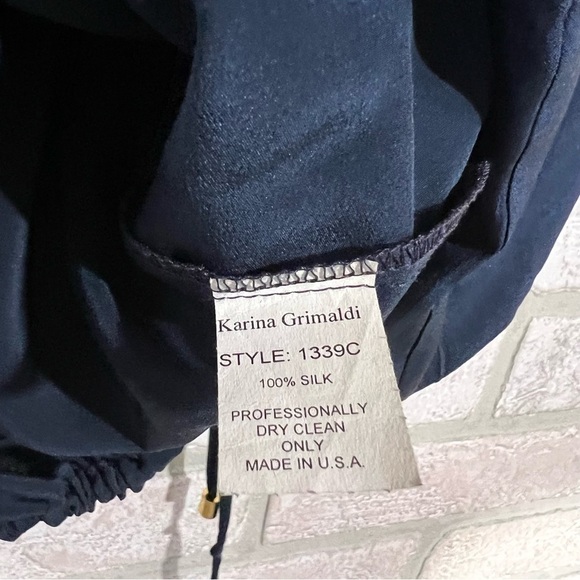 Karina Grimaldi
STYLE: 1339C
100% SILK
PROFESSIONALLY
DRY CLEAN
ONLY
MADE IN U.S.A.